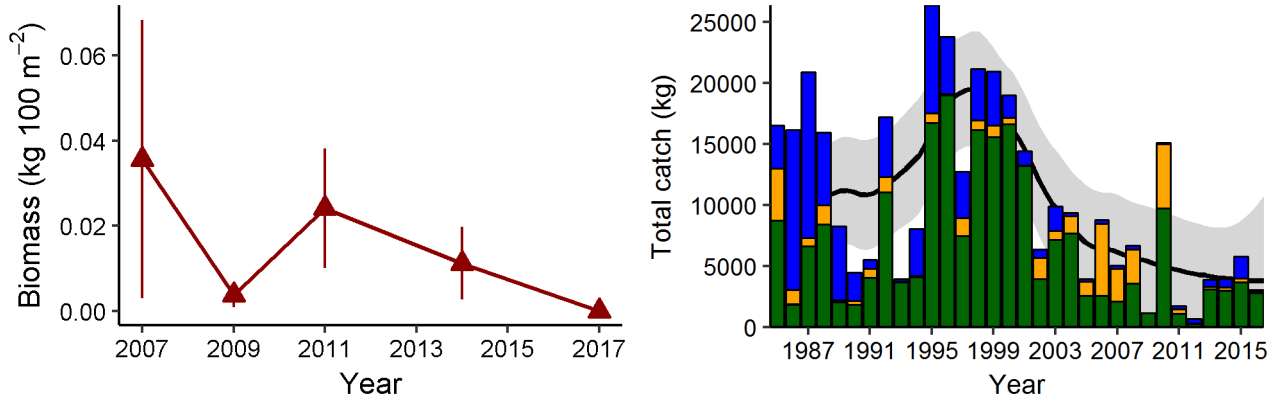 Biomass (kg 100 m⁻²)
0.06
0.04
0.02
0.00
2007 2009 2011 2013 2015 2017
Year
Total catch (kg)
25000
20000
15000
10000
5000
0
1987 1991 1995 1999 2003 2007 2011 2015
Year